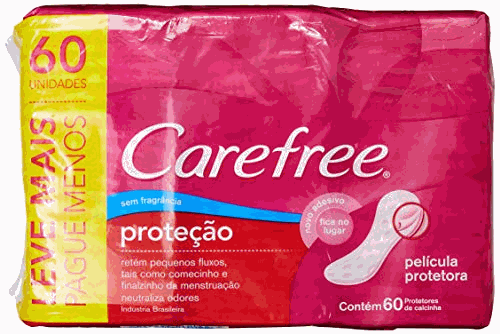 60
UNIDADES
LEVE MAIS
PAGUE MENOS
Carefree®
sem fragrância
proteção
retém pequenos fluxos,
tais como comecinho e
finalzinho da menstruação
neutraliza odores
Indústria Brasileira
novo adesivo
fica no
lugar
película
protetora
Contém 60 Protetores
de calcinha